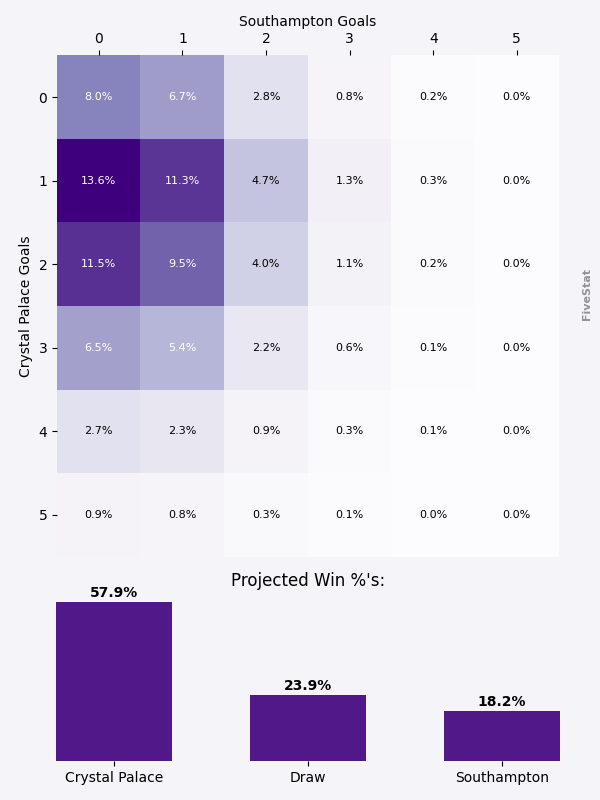 Southampton Goals
0 1 2 3 4 5
0 8.0% 6.7% 2.8% 0.8% 0.2% 0.0%
1 13.6% 11.3% 4.7% 1.3% 0.3% 0.0%
2 11.5% 9.5% 4.0% 1.1% 0.2% 0.0%
3 6.5% 5.4% 2.2% 0.6% 0.1% 0.0%
4 2.7% 2.3% 0.9% 0.3% 0.1% 0.0%
5 0.9% 0.8% 0.3% 0.1% 0.0% 0.0%
Crystal Palace Goals
FiveStat
Projected Win %'s:
57.9%
23.9%
18.2%
Crystal Palace Draw Southampton